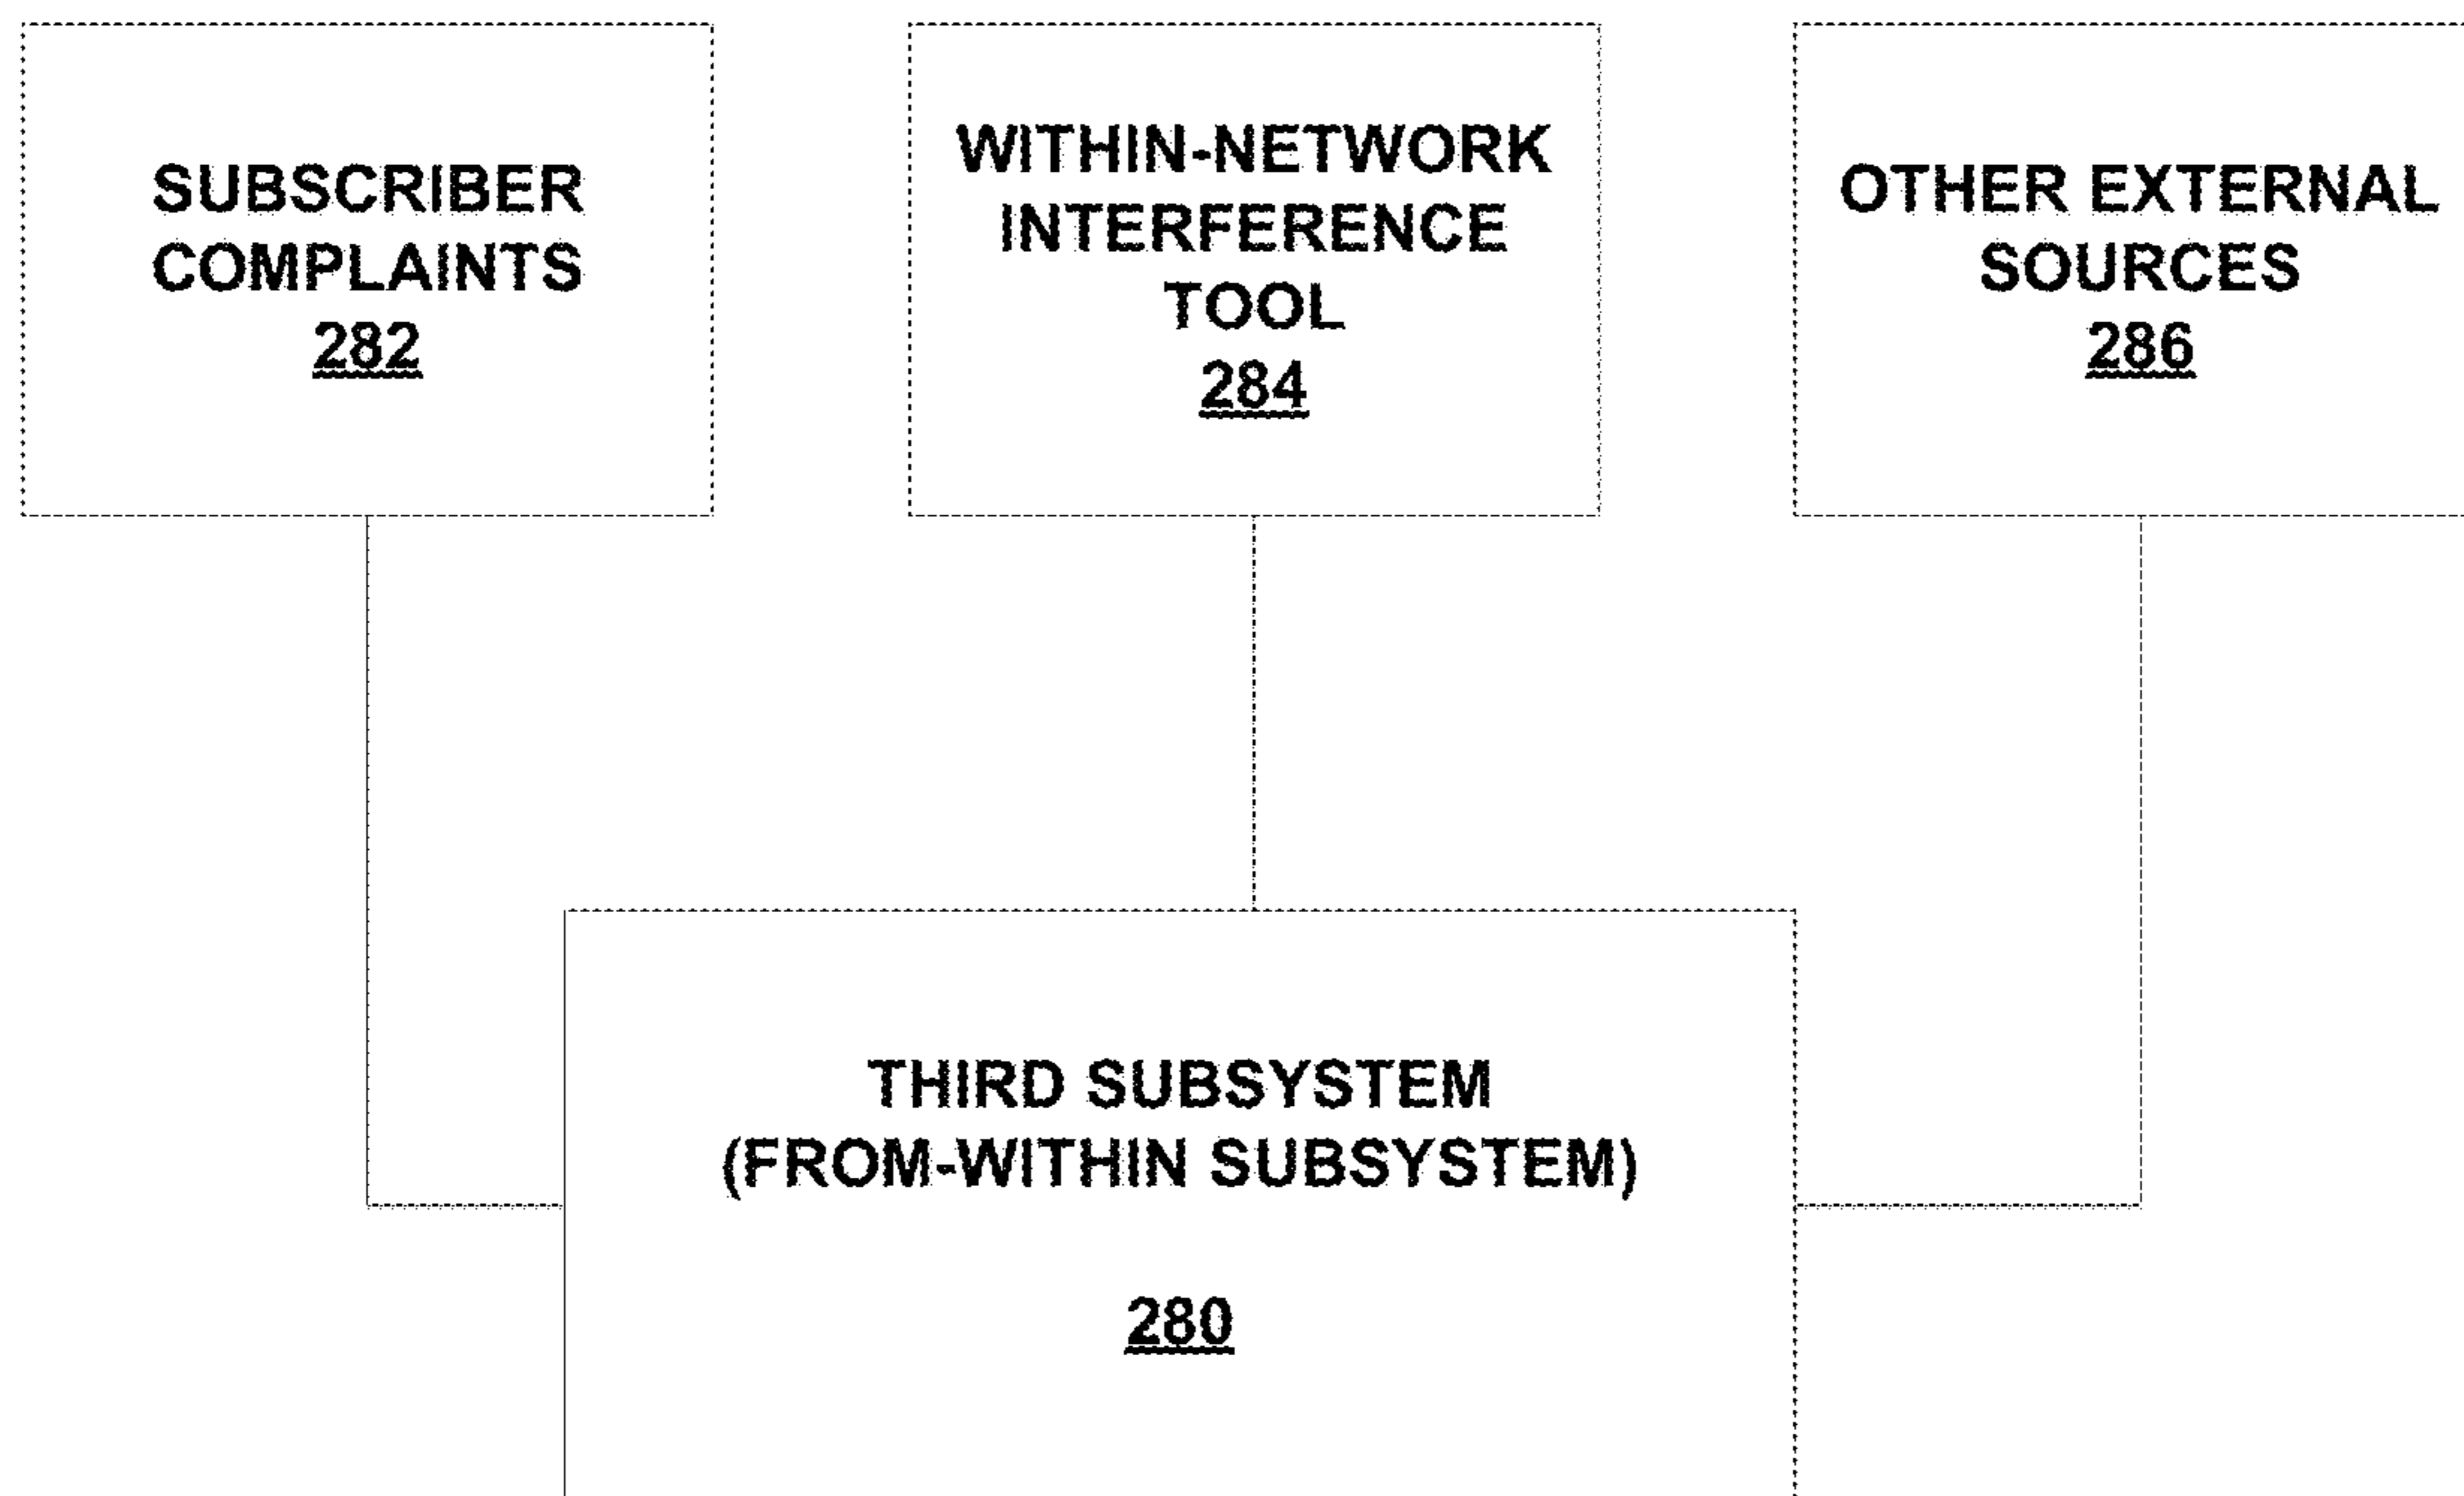 SUBSCRIBER
COMPLAINTS
282
WITHIN-NETWORK
INTERFERENCE
TOOL
284
OTHER EXTERNAL
SOURCES
286
THIRD SUBSYSTEM
(FROM-WITHIN SUBSYSTEM)
280